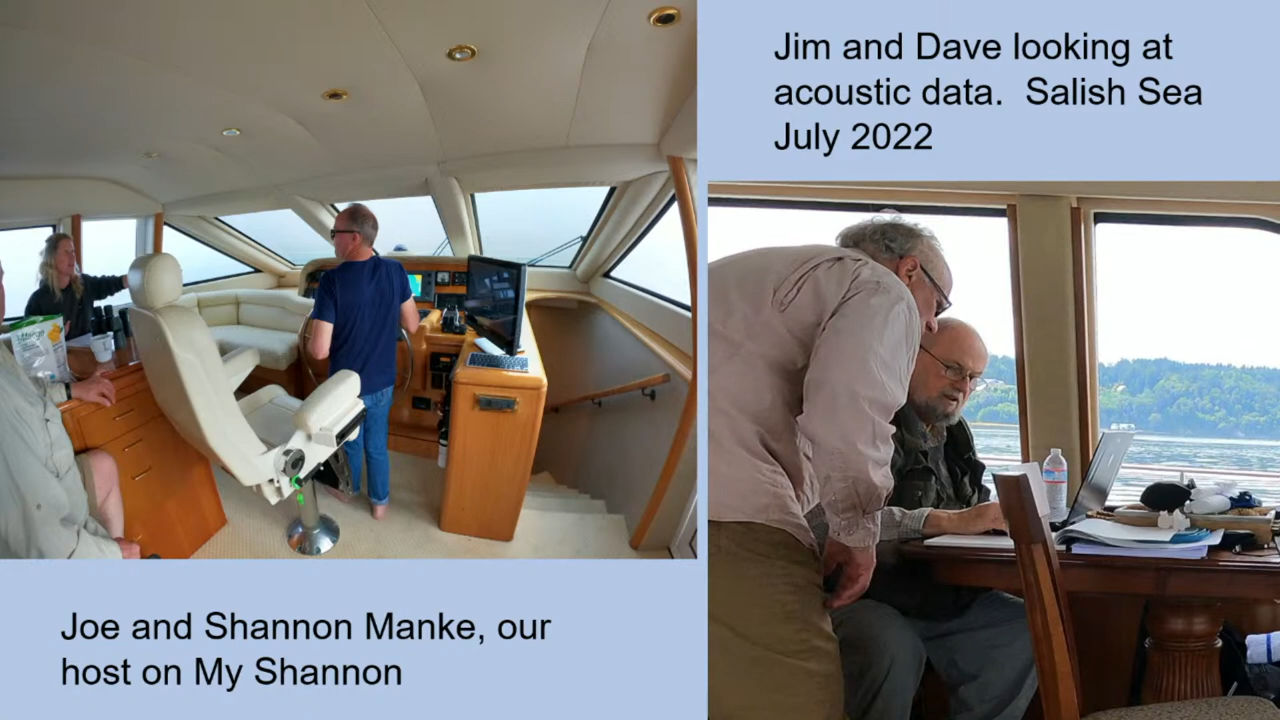 Jim and Dave looking at
acoustic data.  Salish Sea
July 2022
Joe and Shannon Manke, our
host on My Shannon